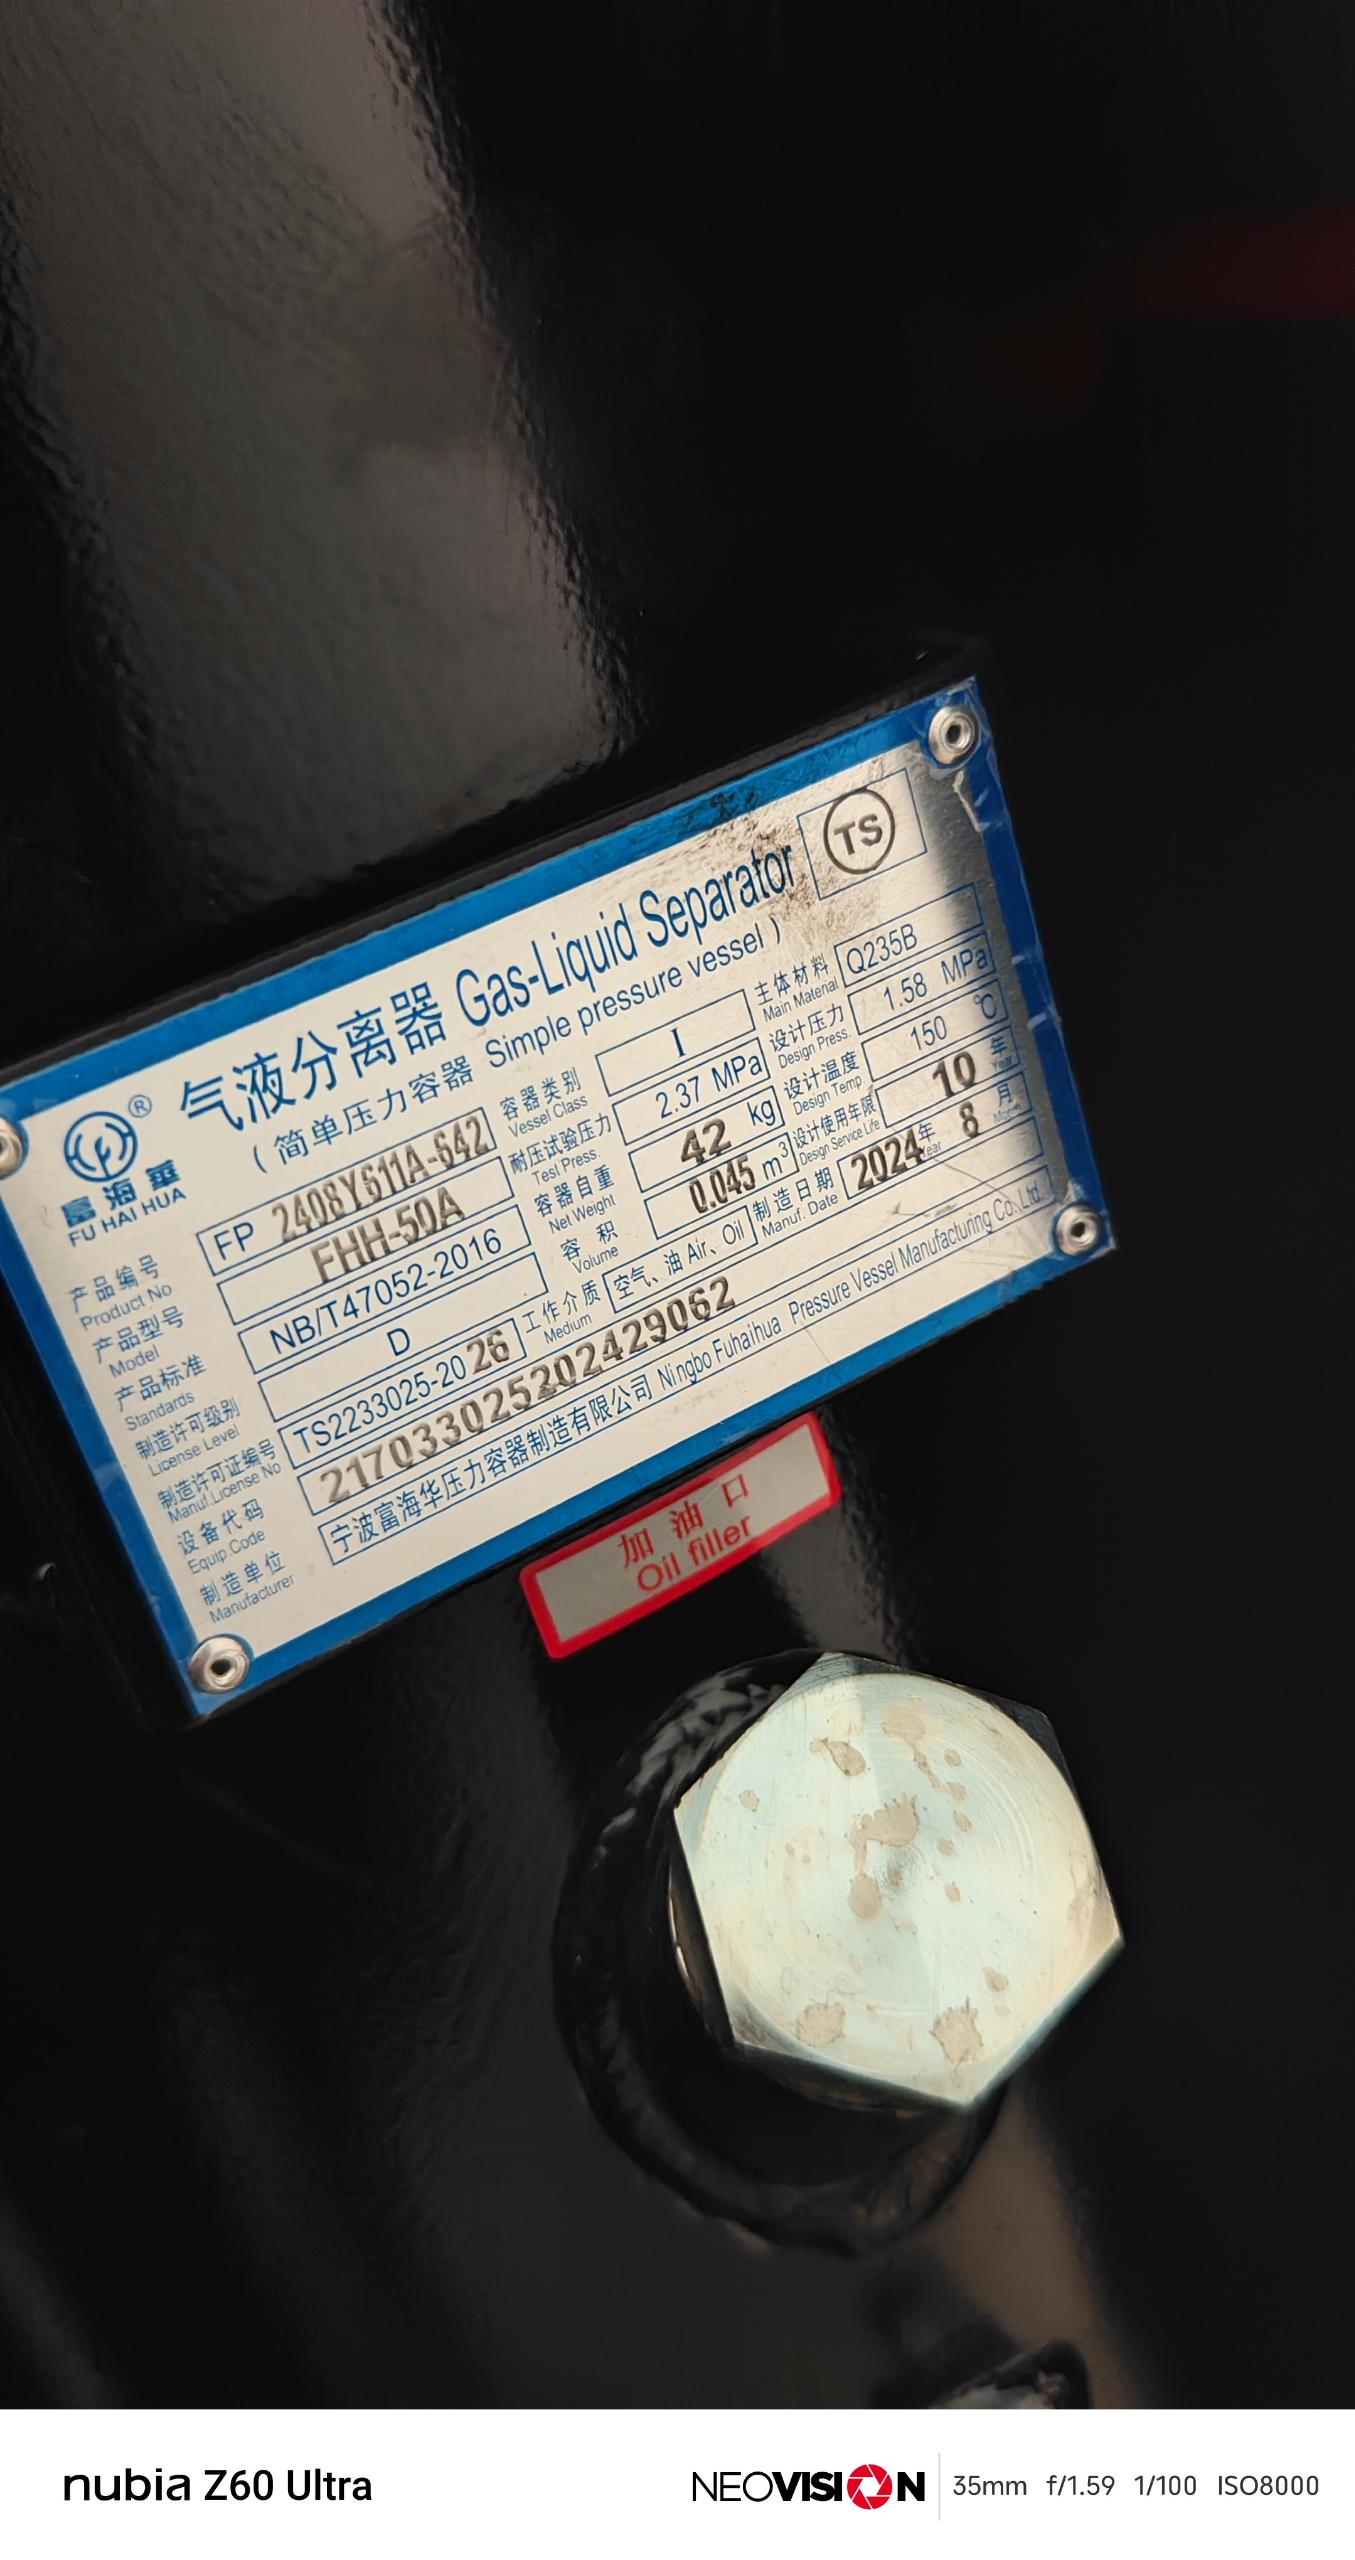 气液分离器 Gas-Liquid Separator
TS
（简单压力容器 Simple pressure vessel）
®
富海华
FU HAI HUA
产品编号 Product No FP 2408Y611A-642
产品型号 Model FHH-50A
产品标准 Standards NB/T47052-2016
制造许可级别 License Level D
制造许可证编号 Manuf.License No TS2233025-2026
设备代码 Equip.Code 21703302520242 9062
制造单位 Manufacturer 宁波富海华压力容器制造有限公司 Ningbo Fuhaihua Pressure Vessel Manufacturing Co.,Ltd.
容器类别 Vessel Class I
耐压试验压力 Test Press. 2.37 MPa
容器自重 Net Weight 42 kg
容积 Volume 0.045 m³
工作介质 Medium 空气、油 Air、Oil
主体材料 Main Material Q235B
设计压力 Design Press. 1.58 MPa
设计温度 Design Temp. 150 ℃
设计使用年限 Design Service Life 10 年 Year
制造日期 Manuf. Date 2024 年 Year 8 月 Month
加油口
Oil filler
nubia Z60 Ultra
NEOVISION
35mm f/1.59 1/100 ISO8000